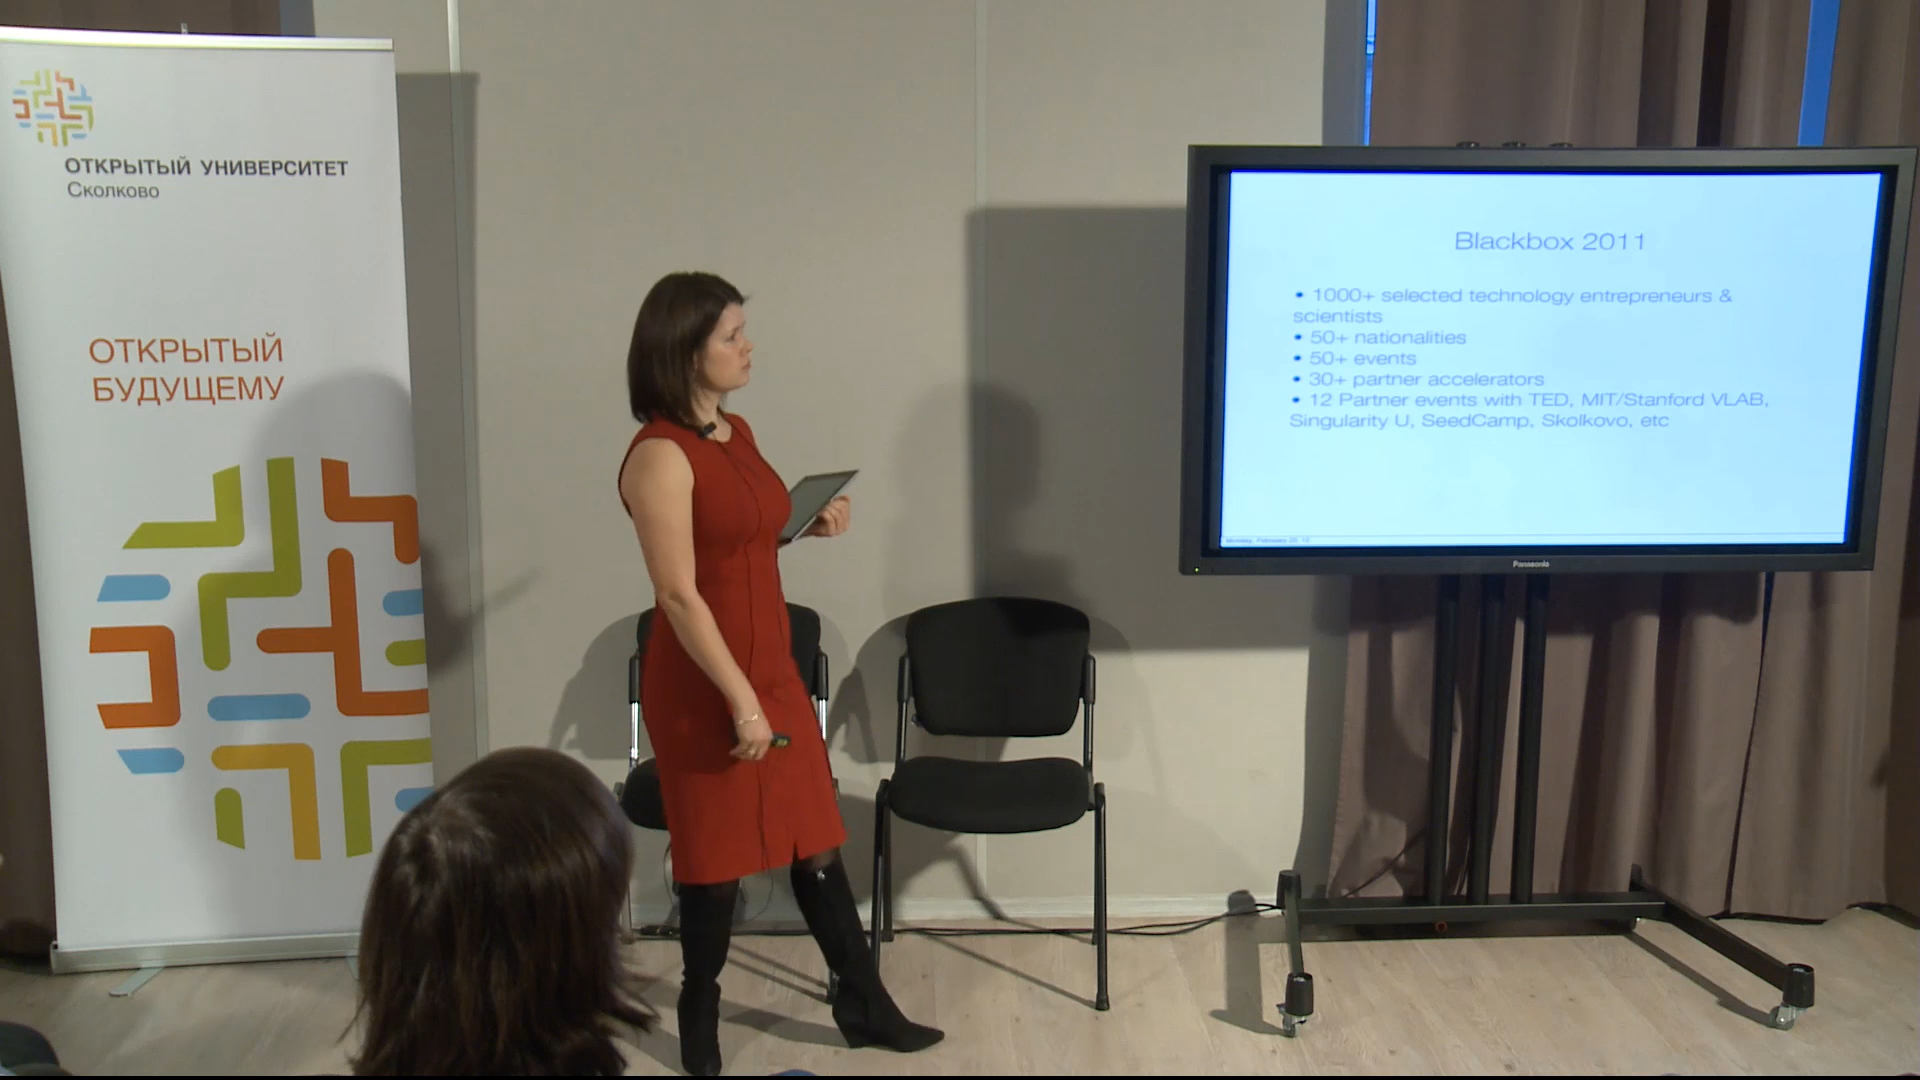 ОТКРЫТЫЙ УНИВЕРСИТЕТ
Сколково
ОТКРЫТЫЙ
БУДУЩЕМУ
Blackbox 2011
• 1000+ selected technology entrepreneurs &
scientists
• 50+ nationalities
• 50+ events
• 30+ partner accelerators
• 12 Partner events with TED, MIT/Stanford VLAB,
Singularity U, SeedCamp, Skolkovo, etc
Panasonic